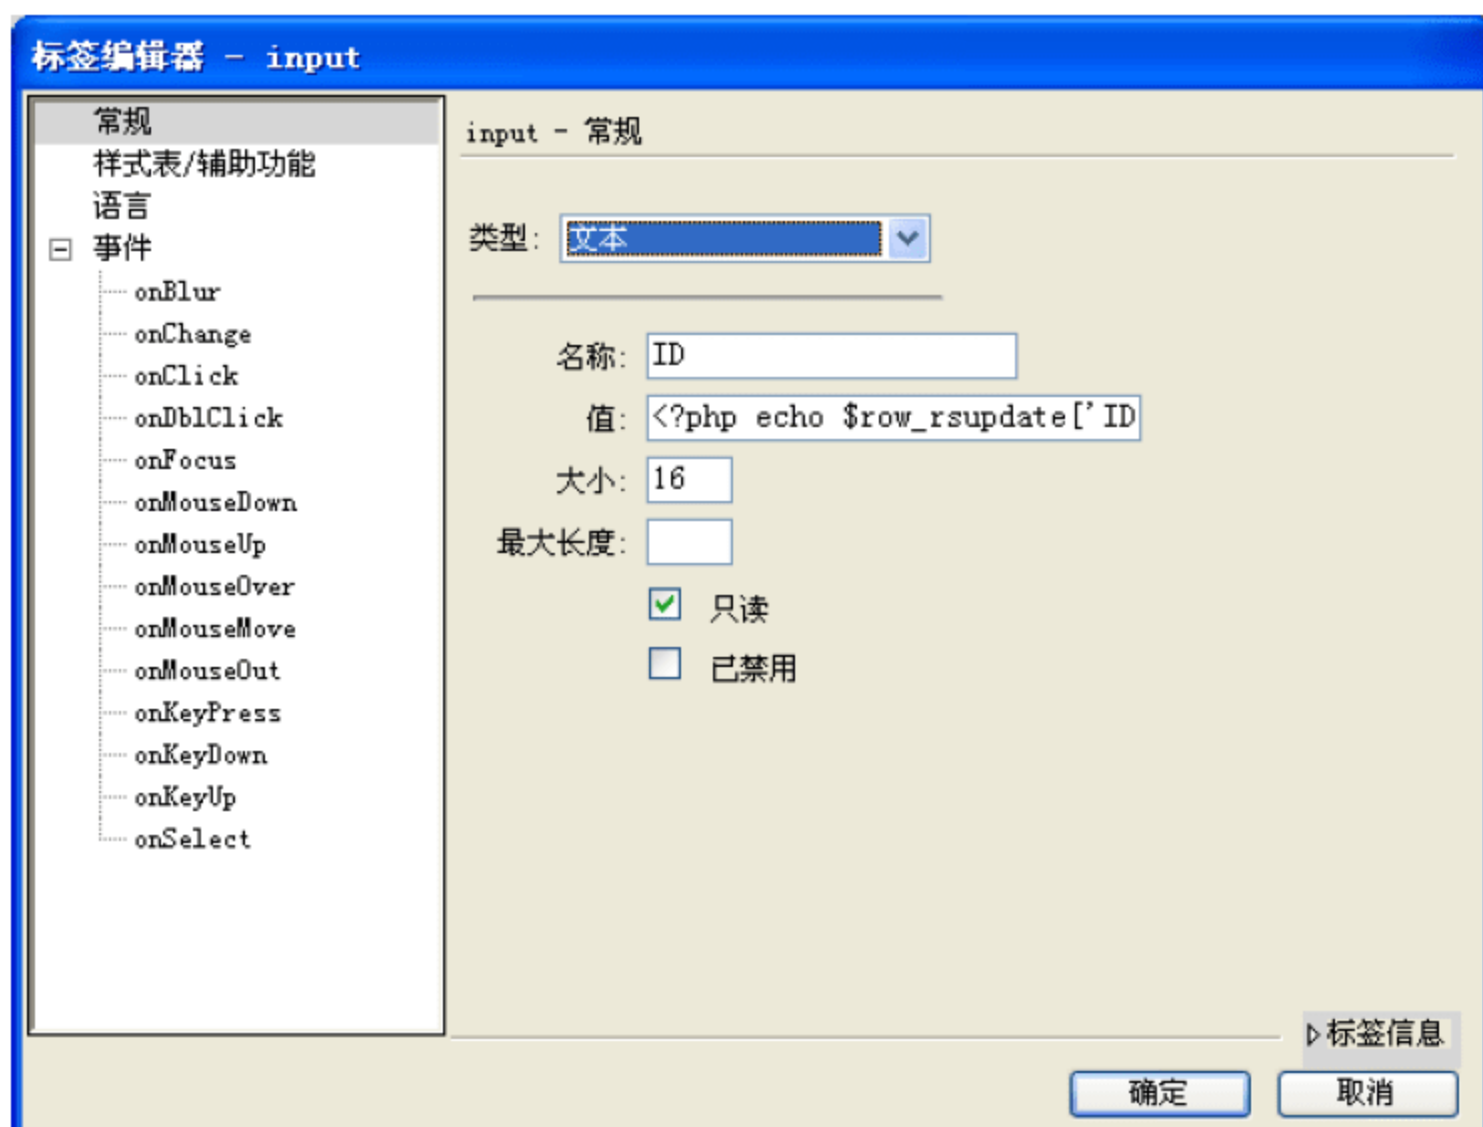 标签编辑器 - input
常规
样式表/辅助功能
语言
事件
onBlur
onChange
onClick
onDblClick
onFocus
onMouseDown
onMouseUp
onMouseOver
onMouseMove
onMouseOut
onKeyPress
onKeyDown
onKeyUp
onSelect
input - 常规
类型: 文本
名称: ID
值: <?php echo $row_rsupdate['ID
大小: 16
最大长度:
只读
已禁用
标签信息
确定 取消